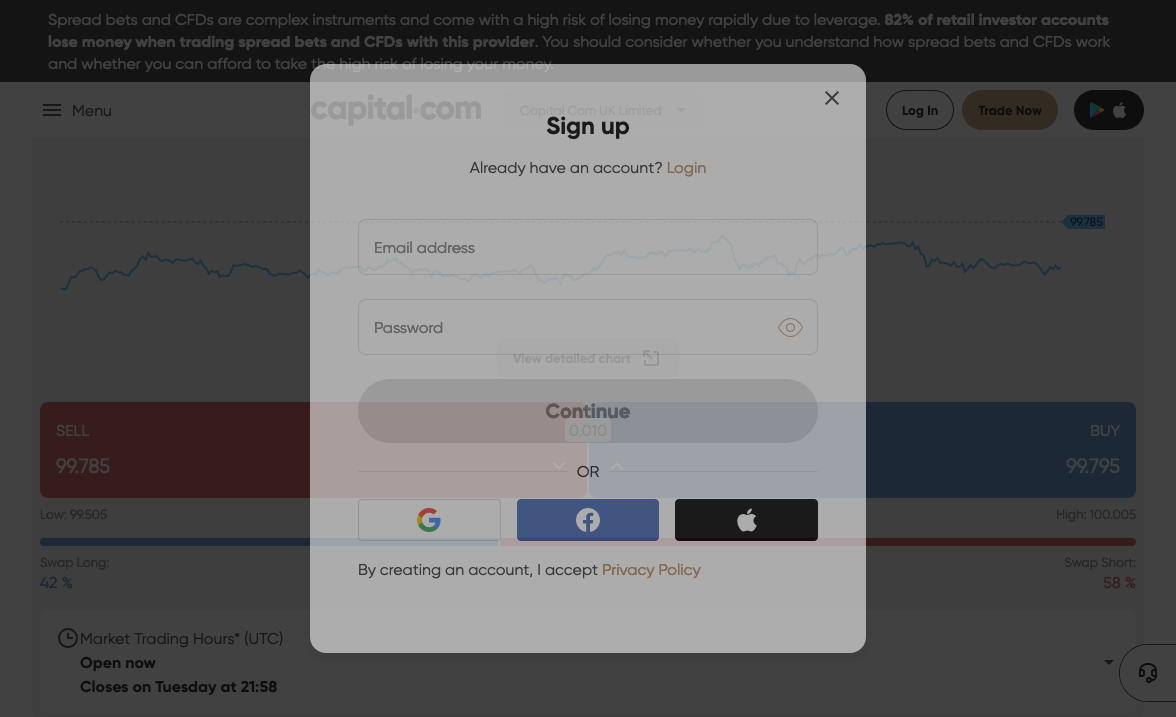 Spread bets and CFDs are complex instruments and come with a high risk of losing money rapidly due to leverage. 82% of retail investor accounts
lose money when trading spread bets and CFDs with this provider. You should consider whether you understand how spread bets and CFDs work
and whether you can afford to take the high risk of losing your money.
Menu
capital.com
Capital Com UK Limited
Log In
Trade Now
Sign up
Already have an account? Login
99.785
Email address
Password
View detailed chart
Continue
SELL
99.785
0.010
BUY
99.795
OR
Low: 99.505
High: 100.005
Swap Long:
42 %
Swap Short:
58 %
By creating an account, I accept Privacy Policy
Market Trading Hours* (UTC)
Open now
Closes on Tuesday at 21:58